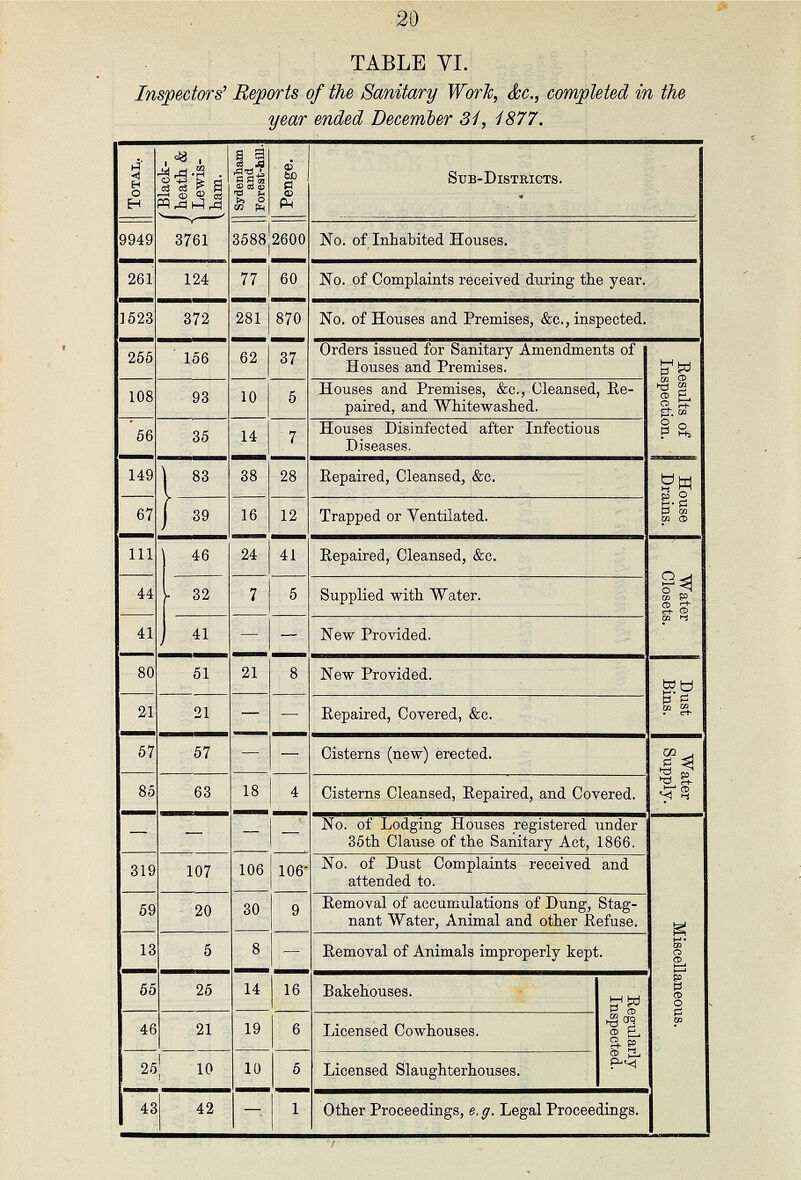 20
TABLE VI.
Inspectors' Reports of the Sanitary Work, &c., completed in the
year ended December 31, 1877.
TOTAL. Black-heath & Lewis-ham. Sydenham and Forest-hill. Penge. SUB-DISTRICTS.
9949 3761 3588 2600 No. of Inhabited Houses.
261 124 77 60 No. of Complaints received during the year.
1523 372 281 870 No. of Houses and Premises, &c., inspected.
Results of Inspection.
255 156 62 37 Orders issued for Sanitary Amendments of
Houses and Premises.
108 93 10 5 Houses and Premises, &c., Cleansed, Re-
paired, and Whitewashed.
56 35 14 7 Houses Disinfected after Infectious
Diseases.
House Drains.
149 83 38 28 Repaired, Cleansed, &c.
67 39 16 12 Trapped or Ventilated.
Water Closets.
111 46 24 41 Repaired, Cleansed, &c.
44 32 7 5 Supplied with Water.
41 41 — — New Provided.
Dust Bins.
80 51 21 8 New Provided.
21 21 — — Repaired, Covered, &c.
Water Supply.
57 57 — — Cisterns (new) erected.
85 63 18 4 Cisterns Cleansed, Repaired, and Covered.
Miscellaneous.
— — — — No. of Lodging Houses registered under
35th Clause of the Sanitary Act, 1866.
319 107 106 106 No. of Dust Complaints received and
attended to.
59 20 30 9 Removal of accumulations of Dung, Stag-
nant Water, Animal and other Refuse.
13 5 8 — Removal of Animals improperly kept.
Regularly Inspected.
55 25 14 16 Bakehouses.
46 21 19 6 Licensed Cowhouses.
25 10 10 5 Licensed Slaughterhouses.
43 42 — 1 Other Proceedings, e.g. Legal Proceedings.